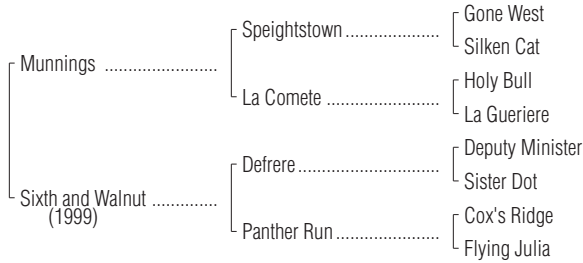 Gone West
Speightstown
Silken Cat
Munnings
Holy Bull
La Comete
La Gueriere
Deputy Minister
Defrere
Sister Dot
Sixth and Walnut
(1999)
Cox's Ridge
Panther Run
Flying Julia